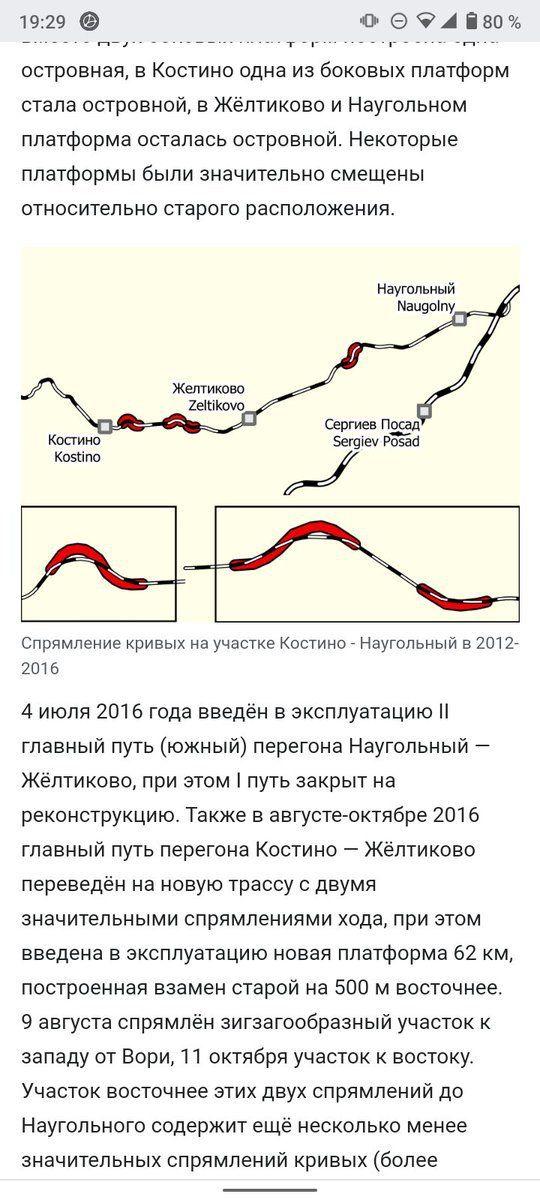 19:29
80 %
островная, в Костино одна из боковых платформ
стала островной, в Жёлтиково и Наугольном
платформа осталась островной. Некоторые
платформы были значительно смещены
относительно старого расположения.
Наугольный
Naugolny
Желтиково
Zeltikovo
Костино
Kostino
Сергиев Посад
Sergiev Posad
Спрямление кривых на участке Костино - Наугольный в 2012-
2016
4 июля 2016 года введён в эксплуатацию II
главный путь (южный) перегона Наугольный —
Жёлтиково, при этом I путь закрыт на
реконструкцию. Также в августе-октябре 2016
главный путь перегона Костино — Жёлтиково
переведён на новую трассу с двумя
значительными спрямлениями хода, при этом
введена в эксплуатацию новая платформа 62 км,
построенная взамен старой на 500 м восточнее.
9 августа спрямлён зигзагообразный участок к
западу от Вори, 11 октября участок к востоку.
Участок восточнее этих двух спрямлений до
Наугольного содержит ещё несколько менее
значительных спрямлений кривых (более